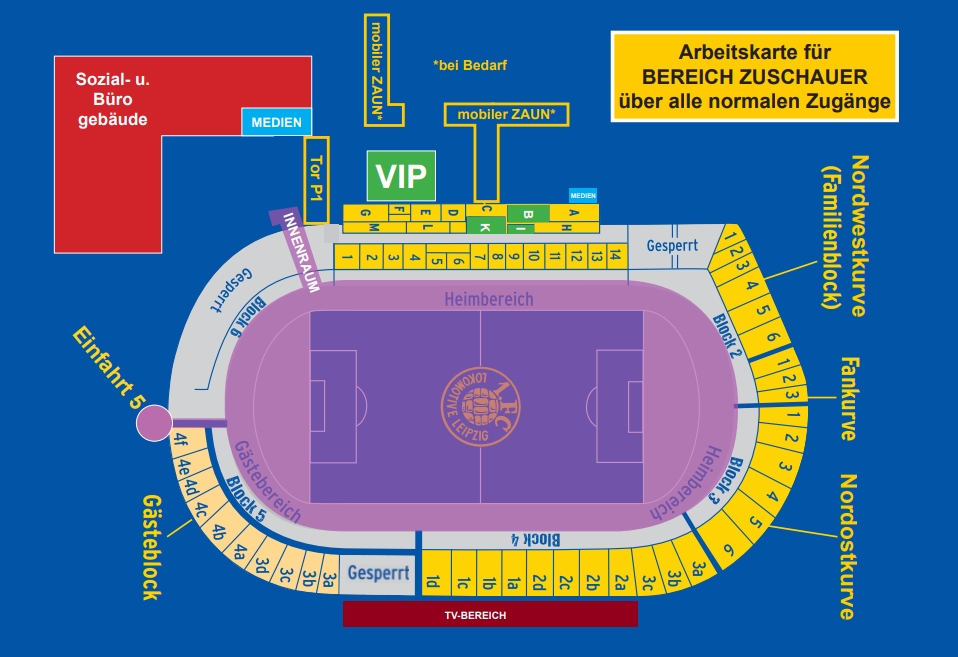 mobiler ZAUN*
*bei Bedarf
Arbeitskarte für
BEREICH ZUSCHAUER
über alle normalen Zugänge
Sozial- u.
Büro
gebäude
MEDIEN
mobiler ZAUN*
Tor P1
VIP
MEDIEN
G F E D C B A
M L K I H
INNENRAUM
1 2 3 4 5 6 7 8 9 10 11 12 13 14
Gesperrt
Gesperrt
Block 6
Heimbereich
Nordwestkurve
(Familienblock)
1
2
3
4
5
6
Block 2
Einfahrt 5
1. FC
LOKOMOTIVE LEIPZIG
Fankurve
1
2
3
Gästebereich
Block 5
Heimbereich
Block 3
1
2
3
4
5
6
Nordostkurve
Gästeblock
4f
4e
4d
4c
4b
4a
3d
3c
3b
3a
Gesperrt
Block 4
1d 1c 1b 1a 2d 2c 2b 2a 3c 3b 3a
TV-BEREICH